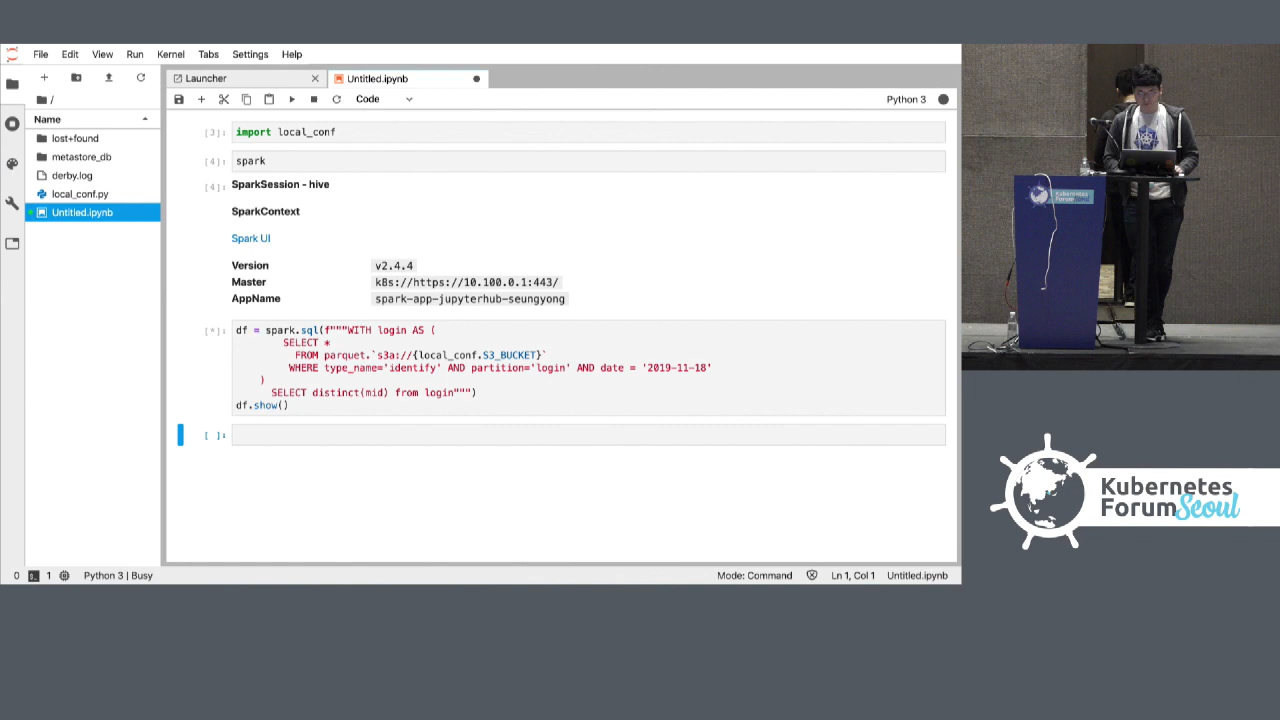 File Edit View Run Kernel Tabs Settings Help
Launcher
Untitled.ipynb
Code
Python 3
/
Name
lost+found
metastore_db
derby.log
local_conf.py
Untitled.ipynb
[3]: import local_conf
[4]: spark
[4]: SparkSession - hive
SparkContext
Spark UI
Version v2.4.4
Master k8s://https://10.100.0.1:443/
AppName spark-app-jupyterhub-seungyong
[*]: df = spark.sql(f"""WITH login AS (
SELECT *
FROM parquet.`s3a://{local_conf.S3_BUCKET}`
WHERE type_name='identify' AND partition='login' AND date = '2019-11-18'
)
SELECT distinct(mid) from login""")
df.show()
[ ]:
0 1 Python 3 | Busy
Mode: Command Ln 1, Col 1 Untitled.ipynb
Kubernetes
Forum Seoul
Kubernetes
Forum Seoul